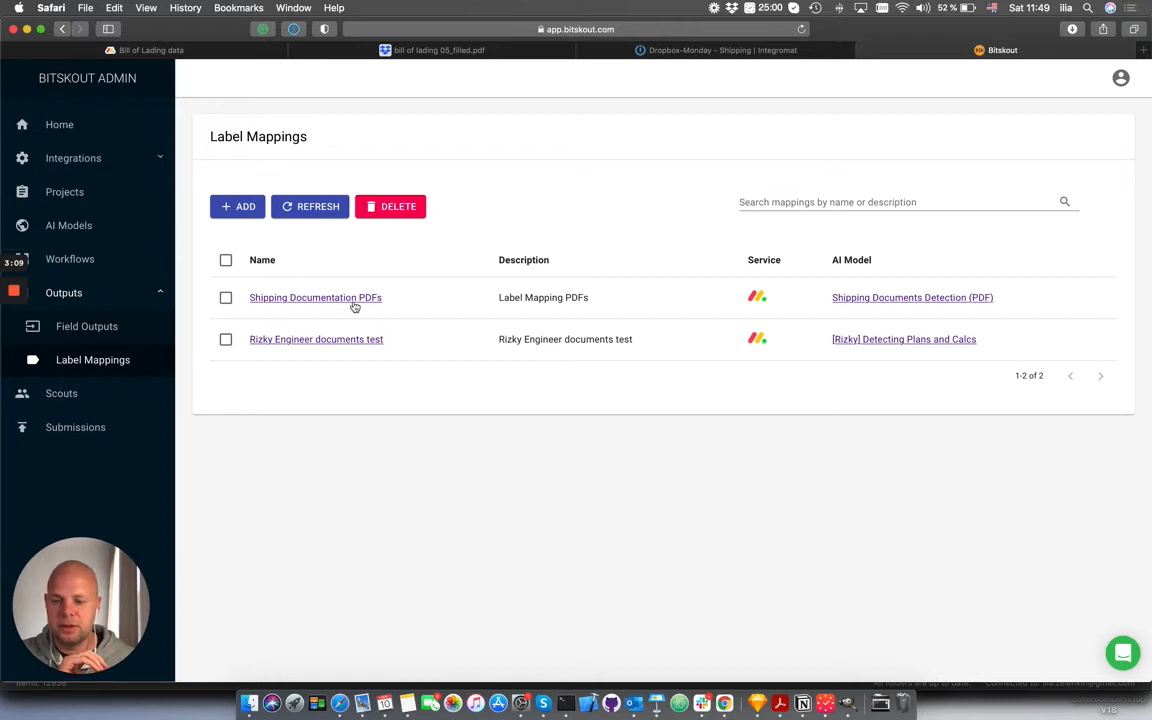 Safari File Edit View History Bookmarks Window Help 25:00 52 % Sat 11:49 ilia
app.bitskout.com
Bill of Lading data bill of lading 05_filled.pdf Dropbox-Monday - Shipping | Integromat Bitskout
BITSKOUT ADMIN
Home
Integrations
Projects
AI Models
3:09 Workflows
Outputs
Field Outputs
Label Mappings
Scouts
Submissions
Label Mappings
+ ADD REFRESH DELETE Search mappings by name or description
Name Description Service AI Model
Shipping Documentation PDFs Label Mapping PDFs Shipping Documents Detection (PDF)
Rizky Engineer documents test Rizky Engineer documents test [Rizky] Detecting Plans and Calcs
1-2 of 2
V18